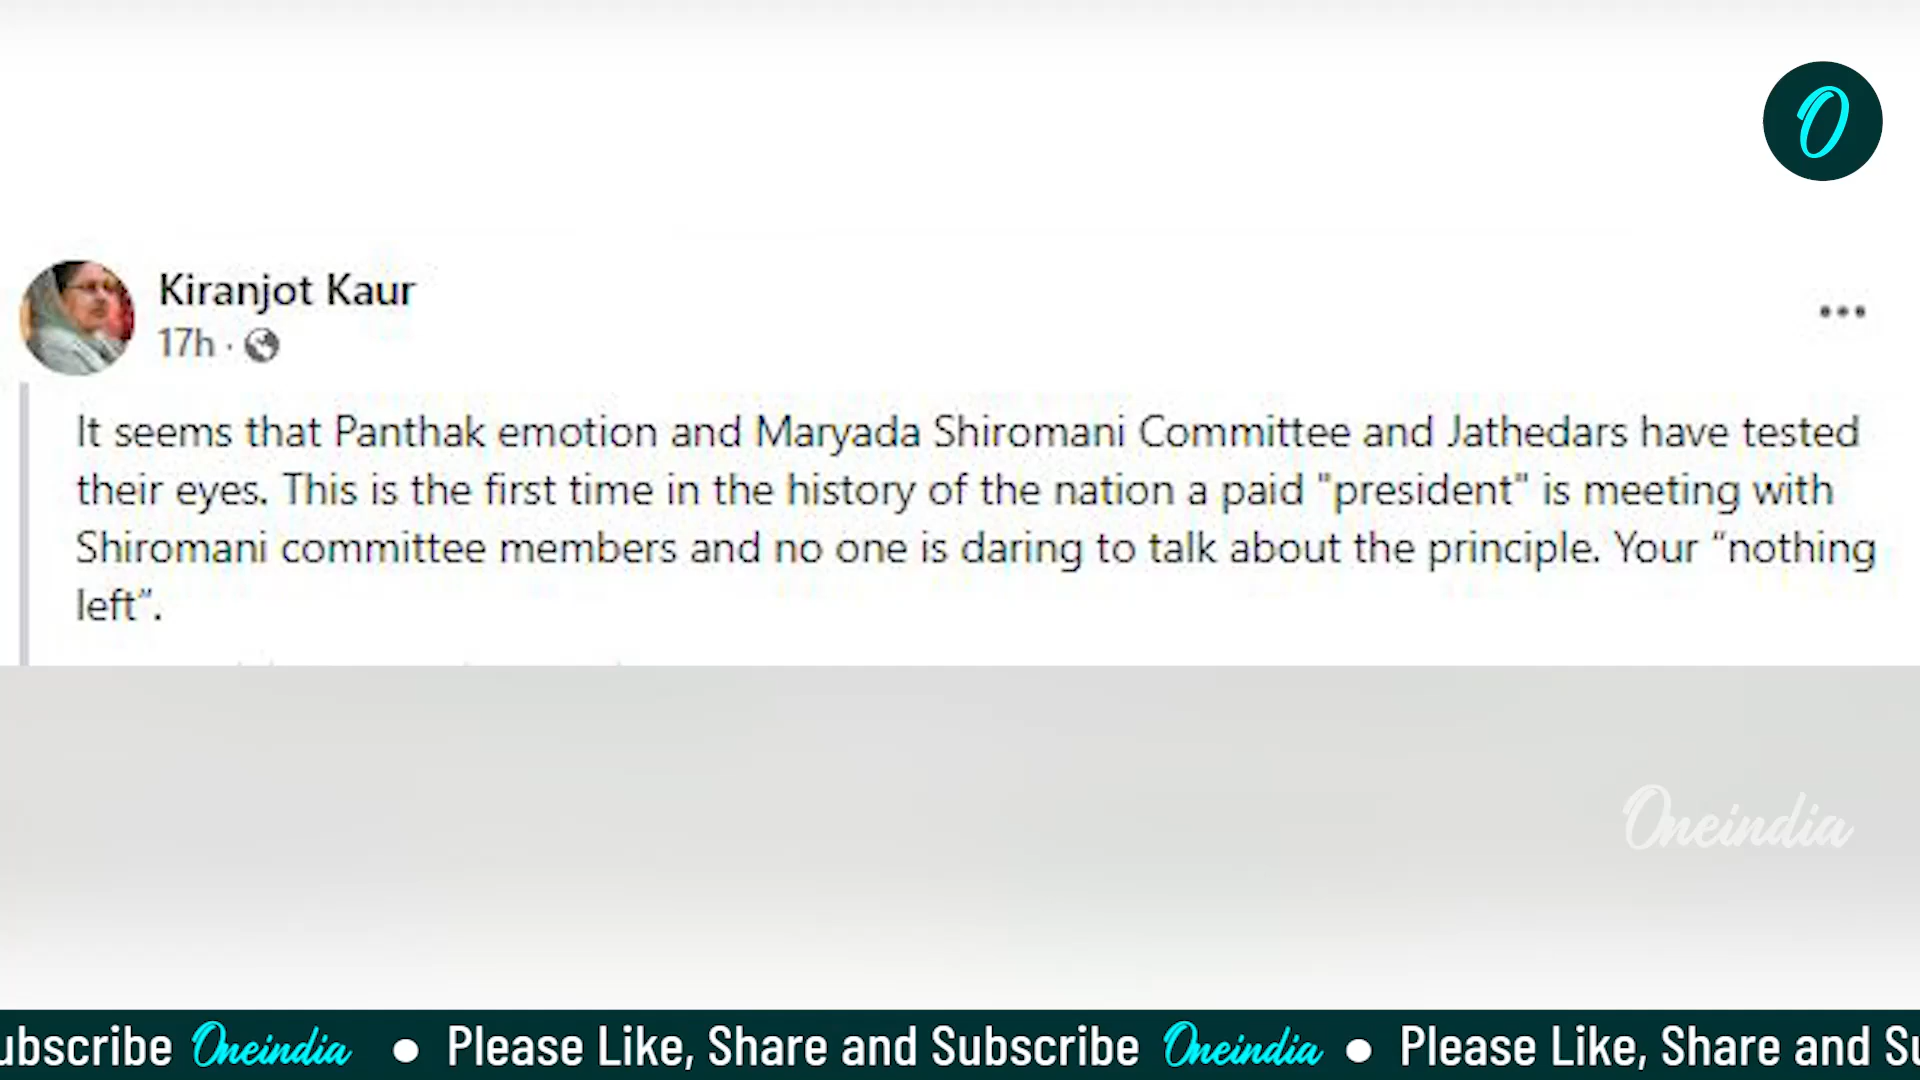 O
Kiranjot Kaur
17h ·
It seems that Panthak emotion and Maryada Shiromani Committee and Jathedars have tested
their eyes. This is the first time in the history of the nation a paid "president" is meeting with
Shiromani committee members and no one is daring to talk about the principle. Your “nothing
left”.
Oneindia
ubscribe Oneindia ● Please Like, Share and Subscribe Oneindia ● Please Like, Share and Su